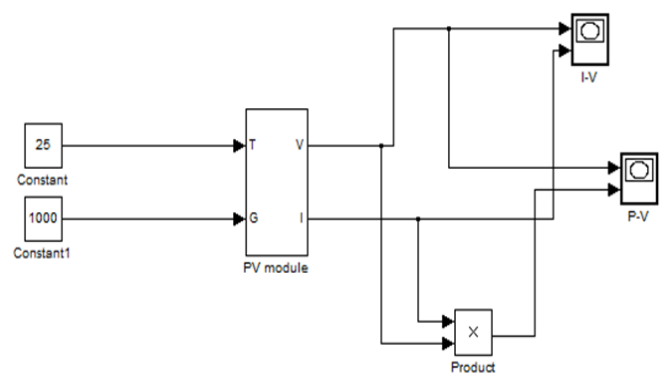 I-V
25
T
V
Constant
P-V
1000
G
I
Constant1
PV module
X
Product